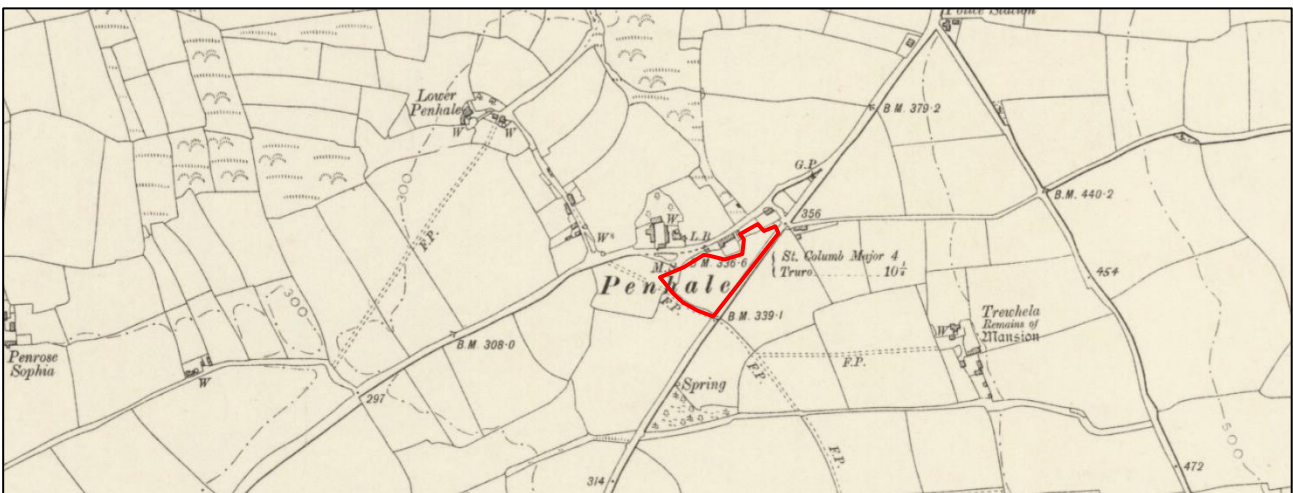 Police Station
Lower
Penhale
W
W
B.M. 379·2
300
G.P.
F.P.
B.M. 440·2
356
W
L.B.
Wˢ
St. Columb Major 4
Truro 10¼
M.S.
B.M. 336·6
Penhale
454
300
F.P.
B.M. 339·1
Trewhela
Remains of
Mansion
W
B.M. 308·0
Penrose
Sophia
W
F.P.
F.P.
Spring
297
500
F.P.
314
472